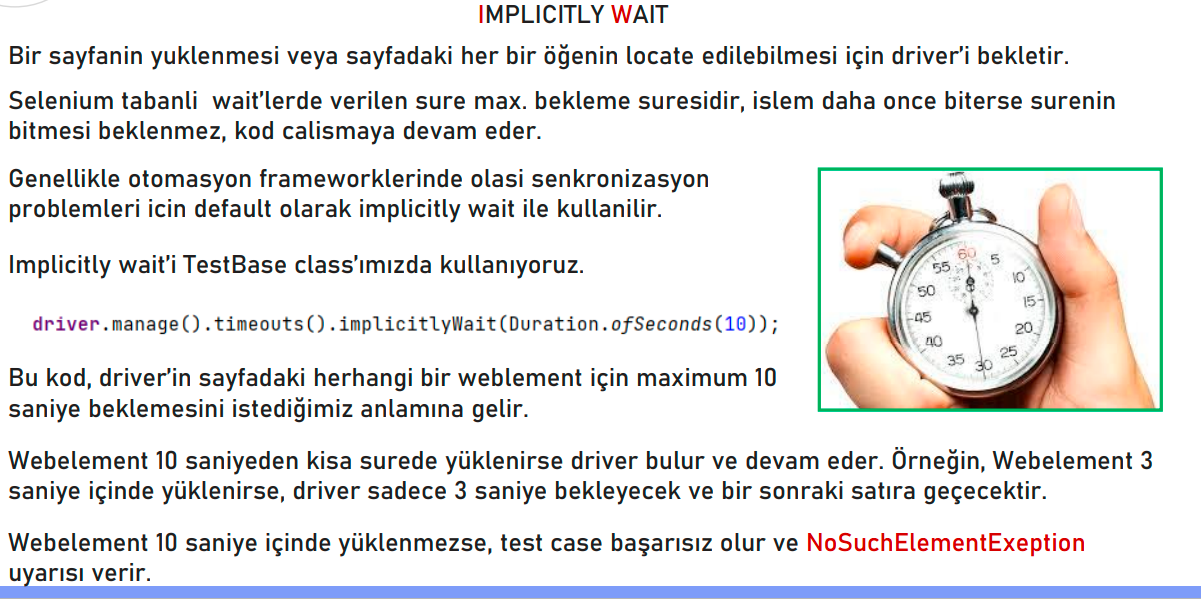 IMPLICITLY WAIT
Bir sayfanin yuklenmesi veya sayfadaki her bir öğenin locate edilebilmesi için driver'i bekletir.
Selenium tabanli wait'lerde verilen sure max. bekleme suresidir, islem daha once biterse surenin
bitmesi beklenmez, kod calismaya devam eder.
Genellikle otomasyon frameworklerinde olasi senkronizasyon
problemleri icin default olarak implicitly wait ile kullanilir.
Implicitly wait'i TestBase class'ımızda kullanıyoruz.
driver.manage().timeouts().implicitlyWait(Duration.ofSeconds(10));
Bu kod, driver'in sayfadaki herhangi bir weblement için maximum 10
saniye beklemesini istediğimiz anlamına gelir.
60
55
5
50
10
45
15
40
20
35
30
25
Webelement 10 saniyeden kisa surede yüklenirse driver bulur ve devam eder. Örneğin, Webelement 3
saniye içinde yüklenirse, driver sadece 3 saniye bekleyecek ve bir sonraki satıra geçecektir.
Webelement 10 saniye içinde yüklenmezse, test case başarısız olur ve NoSuchElementExeption
uyarısı verir.